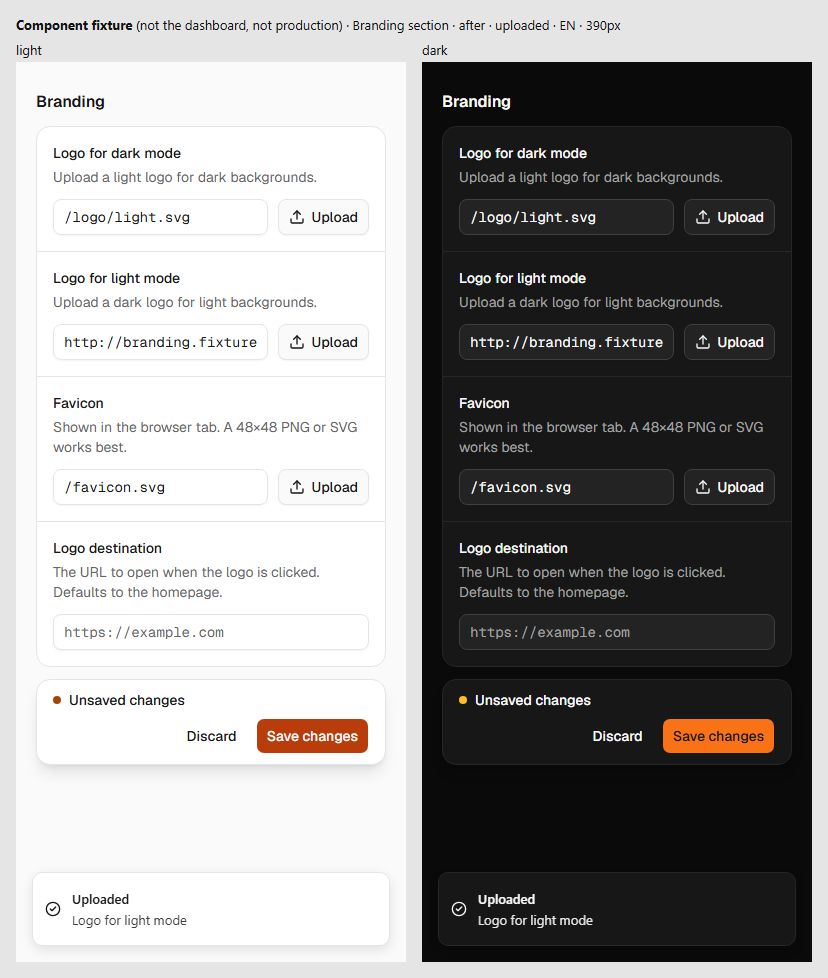 Component fixture (not the dashboard, not production) · Branding section · after · uploaded · EN · 390px
light
Branding
Logo for dark mode
Upload a light logo for dark backgrounds.
/logo/light.svg
Upload
Logo for light mode
Upload a dark logo for light backgrounds.
http://branding.fixture
Upload
Favicon
Shown in the browser tab. A 48×48 PNG or SVG
works best.
/favicon.svg
Upload
Logo destination
The URL to open when the logo is clicked.
Defaults to the homepage.
https://example.com
Unsaved changes
Discard
Save changes
Uploaded
Logo for light mode
dark
Branding
Logo for dark mode
Upload a light logo for dark backgrounds.
/logo/light.svg
Upload
Logo for light mode
Upload a dark logo for light backgrounds.
http://branding.fixture
Upload
Favicon
Shown in the browser tab. A 48×48 PNG or SVG
works best.
/favicon.svg
Upload
Logo destination
The URL to open when the logo is clicked.
Defaults to the homepage.
https://example.com
Unsaved changes
Discard
Save changes
Uploaded
Logo for light mode